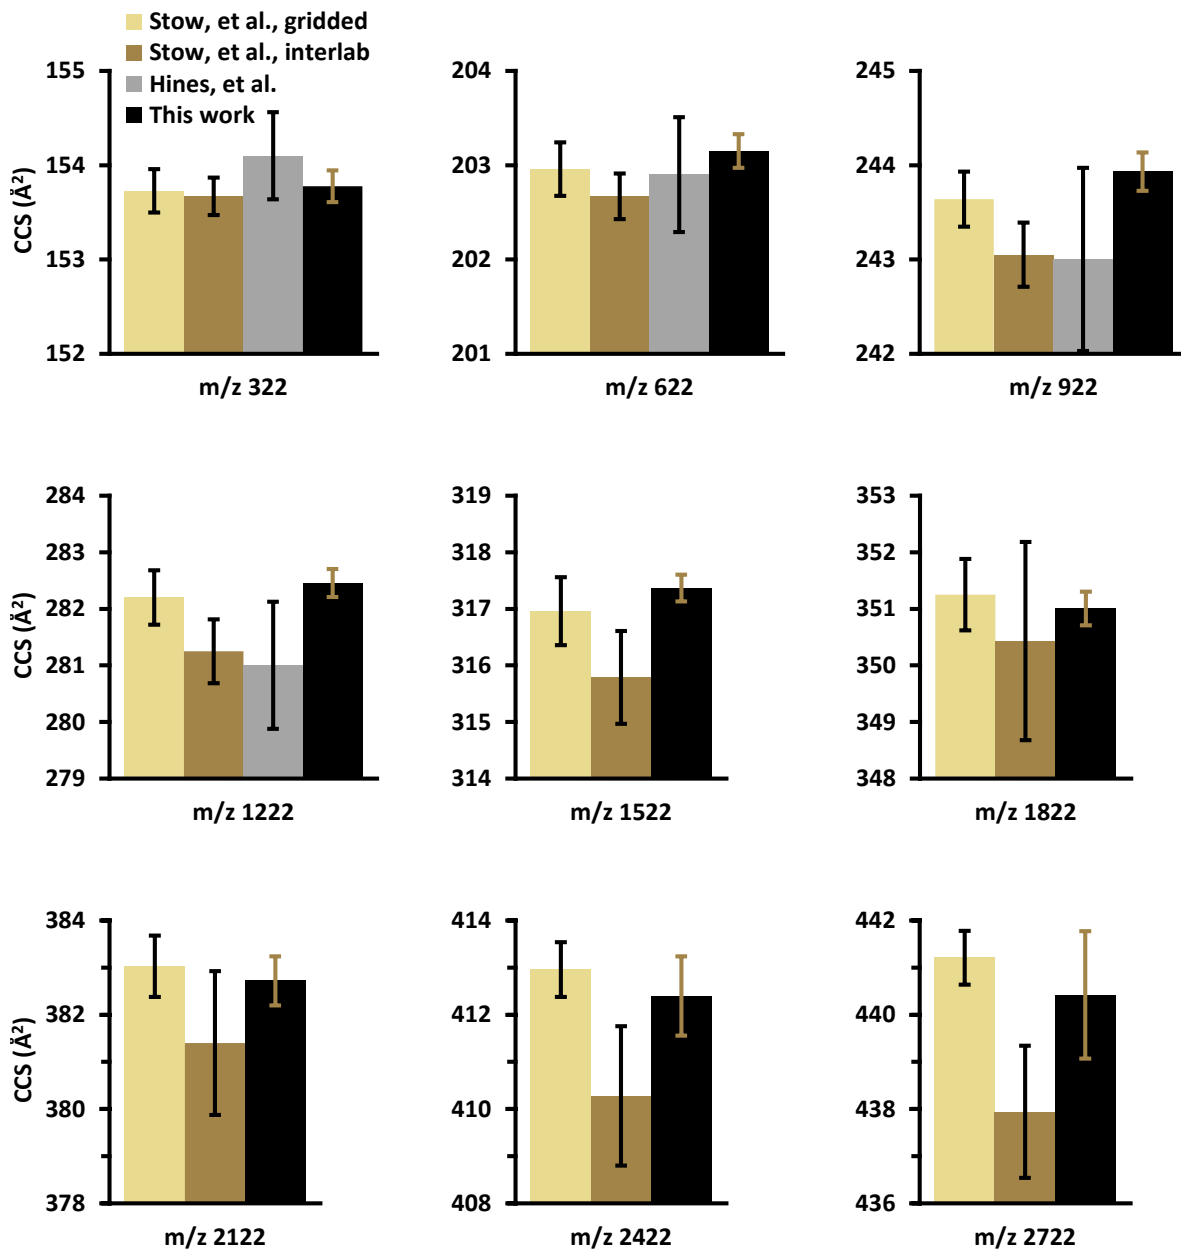 Stow, et al., gridded
Stow, et al., interlab
Hines, et al.
This work
CCS (Å²)
155
154
153
152
m/z 322
204
203
202
201
m/z 622
245
244
243
242
m/z 922
CCS (Å²)
284
283
282
281
280
279
m/z 1222
319
318
317
316
315
314
m/z 1522
353
352
351
350
349
348
m/z 1822
CCS (Å²)
384
382
380
378
m/z 2122
414
412
410
408
m/z 2422
442
440
438
436
m/z 2722